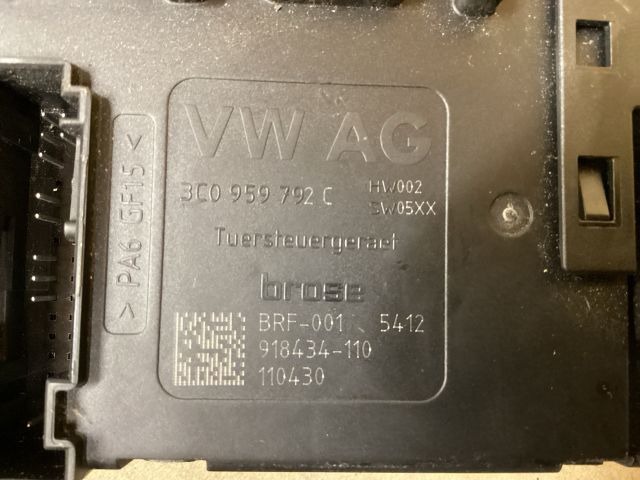 VW AG
3C0 959 792 C
HW002
SW05XX
Tuersteuergeraet
brose
BRF-001 5412
918434-110
110430
> PA6 GF15 <